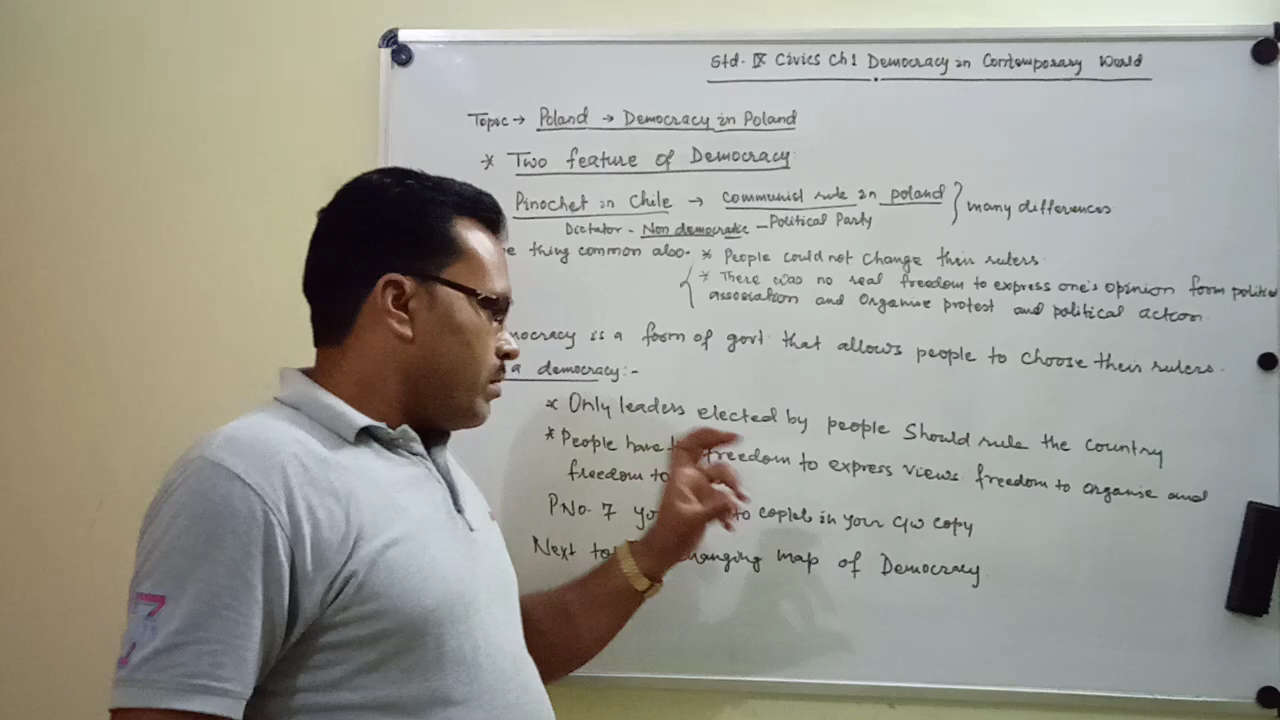 Std- IX Civics Ch 1 Democracy in Contemporary World
Topic → Poland → Democracy in Poland
* Two feature of Democracy
Pinochet in Chile → Communist rule in poland } many differences
Dictator - Non democratic - Political Party
thing common also- * People could not change their rulers
* There was no real freedom to express one's opinion form political
association and organise protest and political action
is a form of govt that allows people to choose their rulers.
a democracy:-
* Only leaders elected by people Should rule the country
* People have freedom to express views freedom to organise and
freedom to
P.No- 7 to in your C/W copy
Next map of Democracy